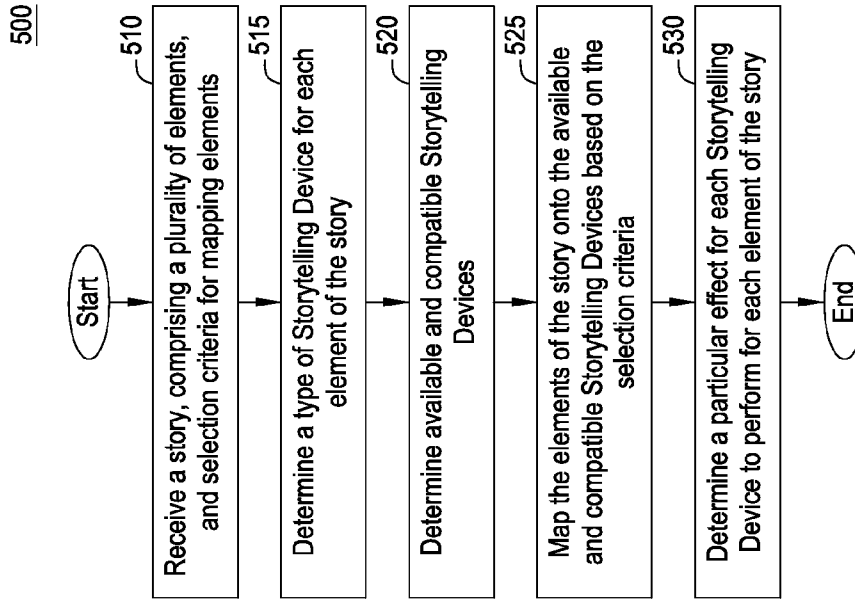 500
Start
510
Receive a story, comprising a plurality of elements,
and selection criteria for mapping elements
515
Determine a type of Storytelling Device for each
element of the story
520
Determine available and compatible Storytelling
Devices
525
Map the elements of the story onto the available
and compatible Storytelling Devices based on the
selection criteria
530
Determine a particular effect for each Storytelling
Device to perform for each element of the story
End